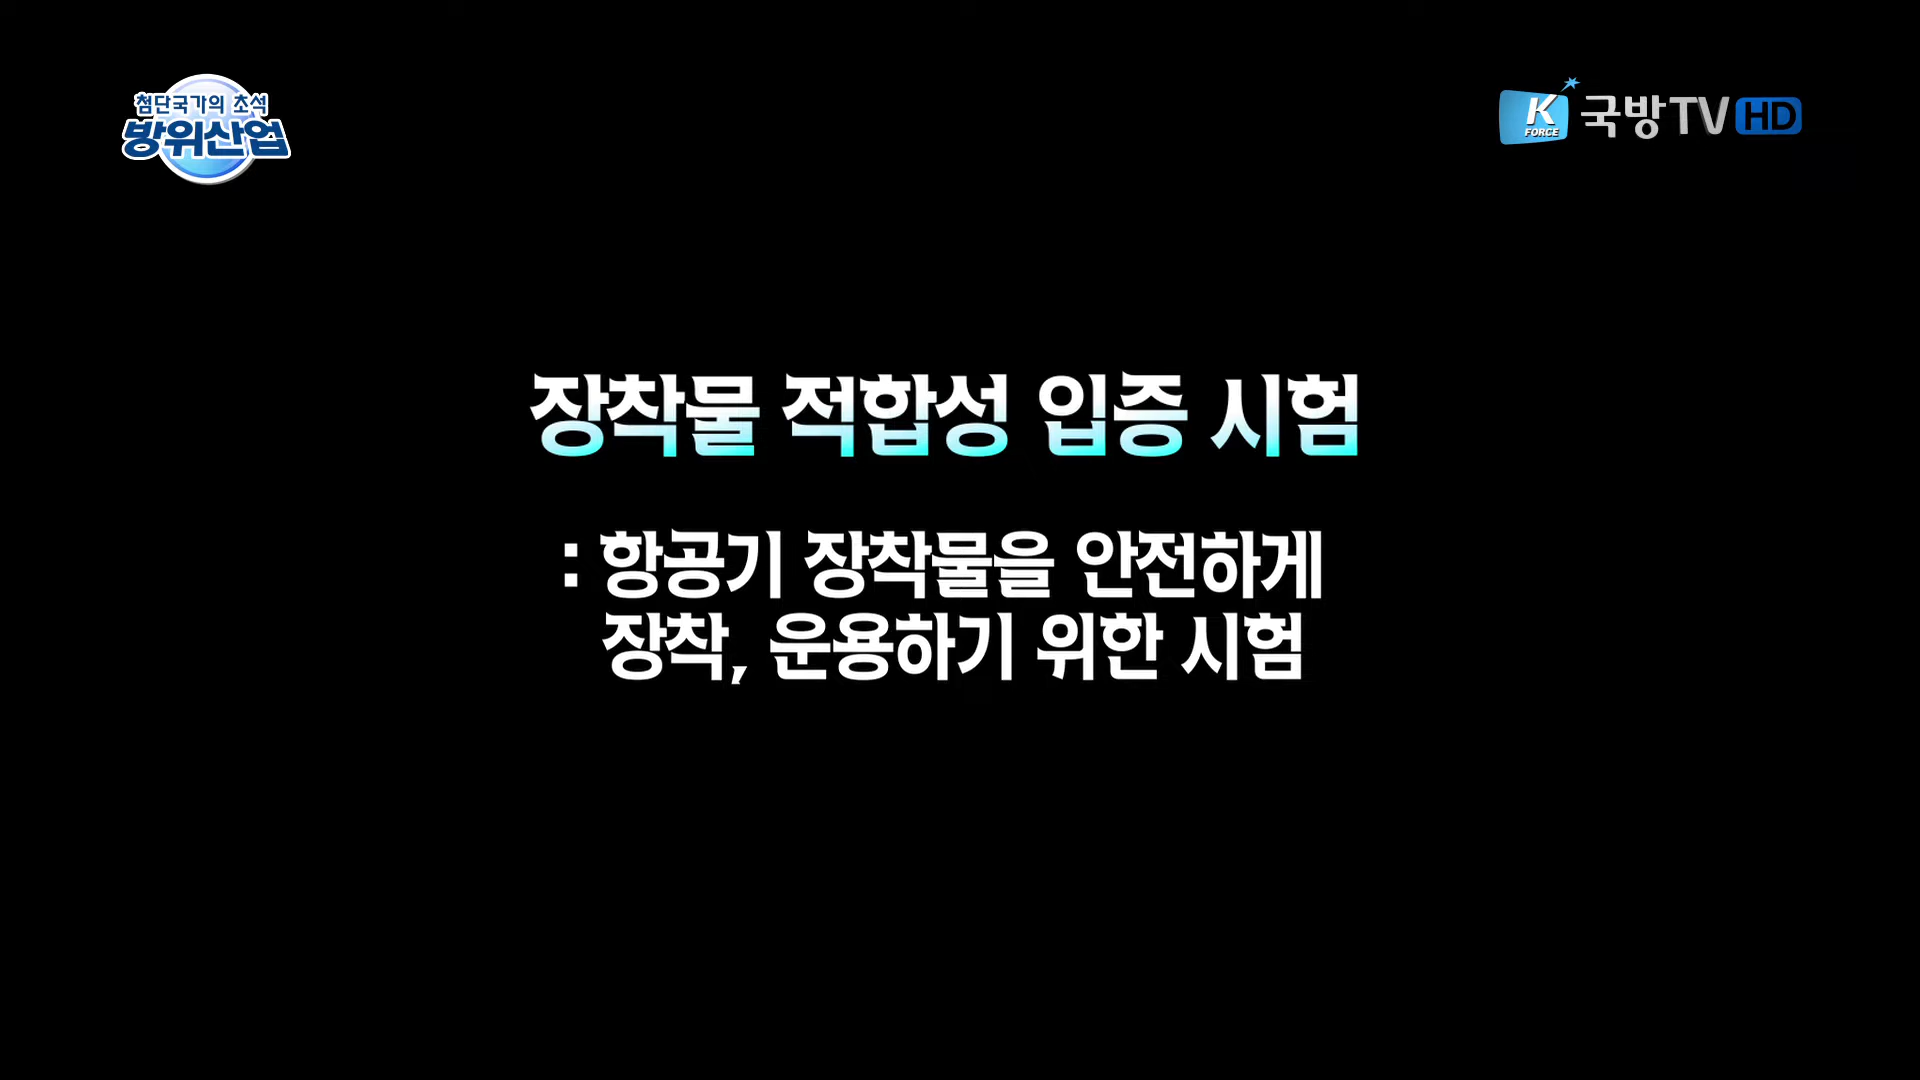 첨단국가의 초석
방위산업
K FORCE 국방TV HD
장착물 적합성 입증 시험
: 항공기 장착물을 안전하게
장착, 운용하기 위한 시험